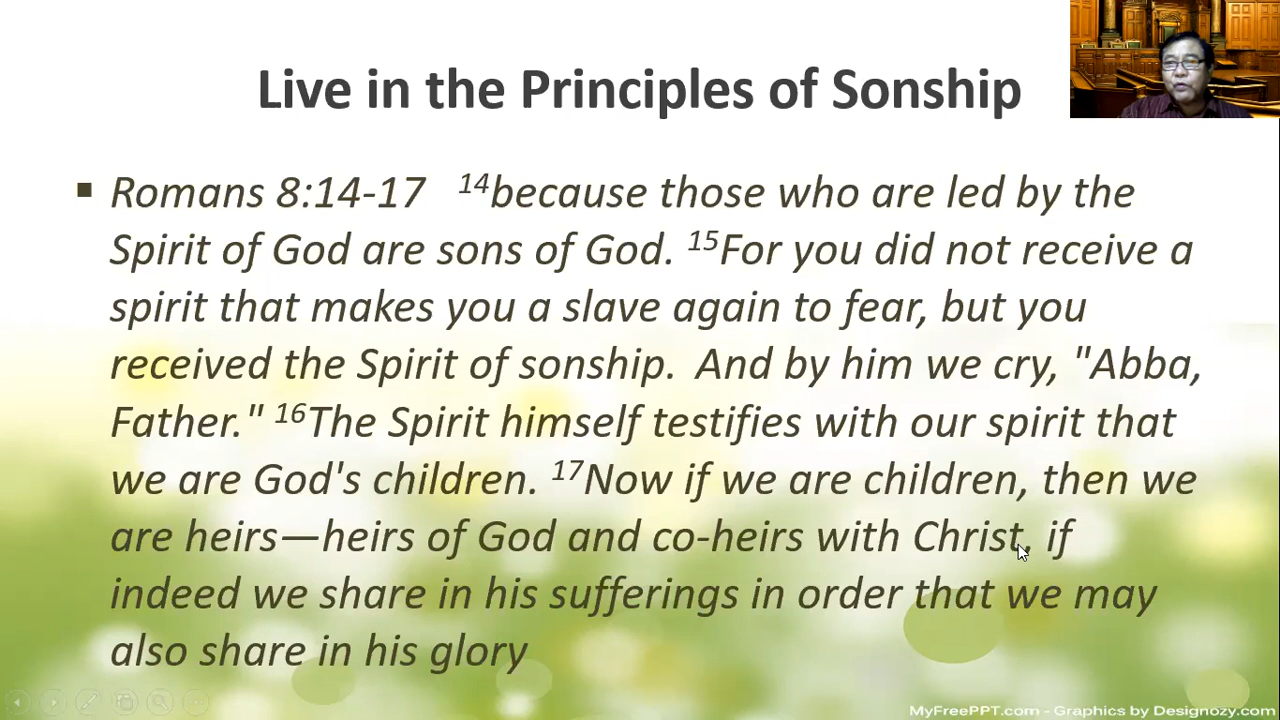 Live in the Principles of Sonship
▪ Romans 8:14-17 ¹⁴because those who are led by the
Spirit of God are sons of God. ¹⁵For you did not receive a
spirit that makes you a slave again to fear, but you
received the Spirit of sonship. And by him we cry, "Abba,
Father." ¹⁶The Spirit himself testifies with our spirit that
we are God's children. ¹⁷Now if we are children, then we
are heirs—heirs of God and co-heirs with Christ, if
indeed we share in his sufferings in order that we may
also share in his glory
MyFreePPT.com - Graphics by Designozy.com